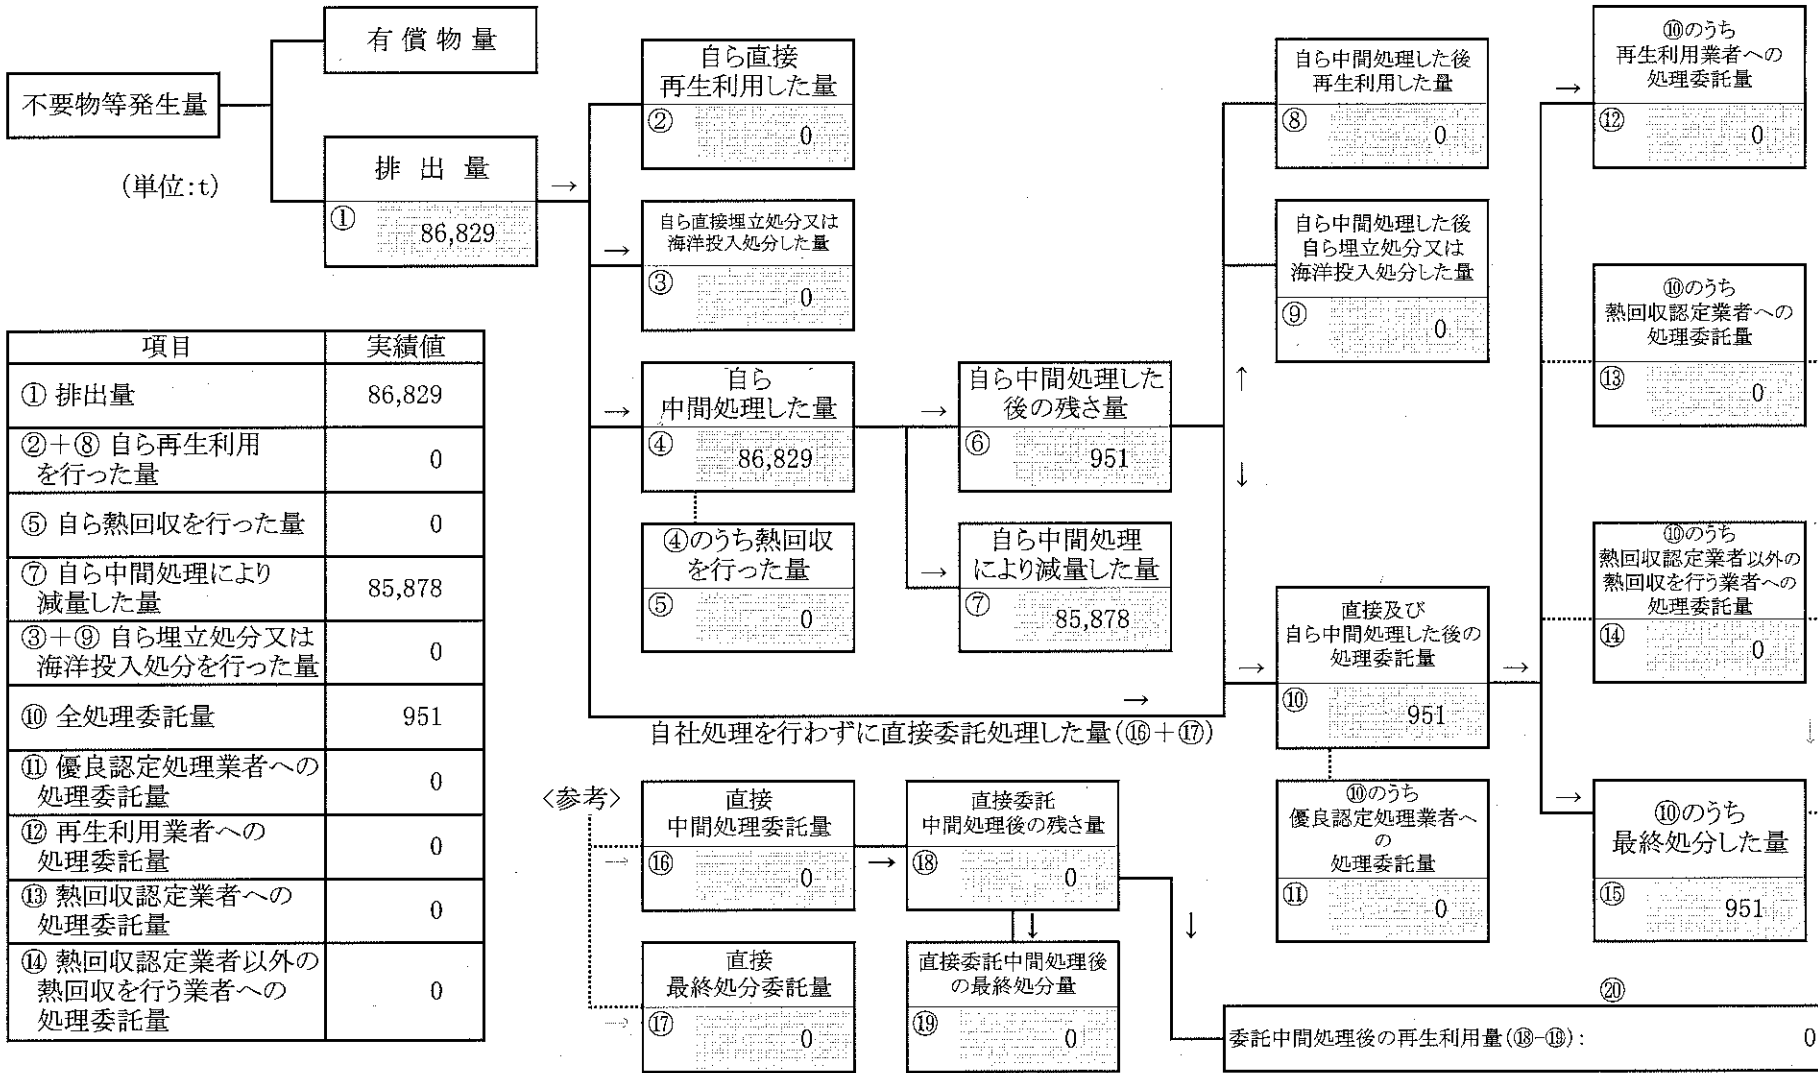 不要物等発生量
(単位:t)
有償物量
排出量
①
86,829
→
自ら直接
再生利用した量
②
0
→
自ら直接埋立処分又は
海洋投入処分した量
③
0
→
自ら
中間処理した量
④
86,829
④のうち熱回収
を行った量
⑤
0
→
自ら中間処理した
後の残さ量
⑥
951
→
自ら中間処理
により減量した量
⑦
85,878
自ら中間処理した後
再生利用した量
⑧
0
自ら中間処理した後
自ら埋立処分又は
海洋投入処分した量
⑨
0
↑
↓
→
自社処理を行わずに直接委託処理した量(⑯+⑰)
→
直接及び
自ら中間処理した後の
処理委託量
⑩
951
→
⑩のうち
優良認定処理業者へ
の
処理委託量
⑪
0
→
⑩のうち
再生利用業者への
処理委託量
⑫
0
⑩のうち
熱回収認定業者への
処理委託量
⑬
0
⑩のうち
熱回収認定業者以外の
熱回収を行う業者への
処理委託量
⑭
0
↓
→
⑩のうち
最終処分した量
⑮
951
項目 実績値
① 排出量 86,829
②+⑧ 自ら再生利用
を行った量 0
⑤ 自ら熱回収を行った量 0
⑦ 自ら中間処理により
減量した量 85,878
③+⑨ 自ら埋立処分又は
海洋投入処分を行った量 0
⑩ 全処理委託量 951
⑪ 優良認定処理業者への
処理委託量 0
⑫ 再生利用業者への
処理委託量 0
⑬ 熱回収認定業者への
処理委託量 0
⑭ 熱回収認定業者以外の
熱回収を行う業者への
処理委託量 0
<参考>
→
直接
中間処理委託量
⑯
0
→
直接委託
中間処理後の残さ量
⑱
0
↓
↓
→
直接
最終処分委託量
⑰
0
直接委託中間処理後
の最終処分量
⑲
0
⑳
委託中間処理後の再生利用量(⑱-⑲): 0